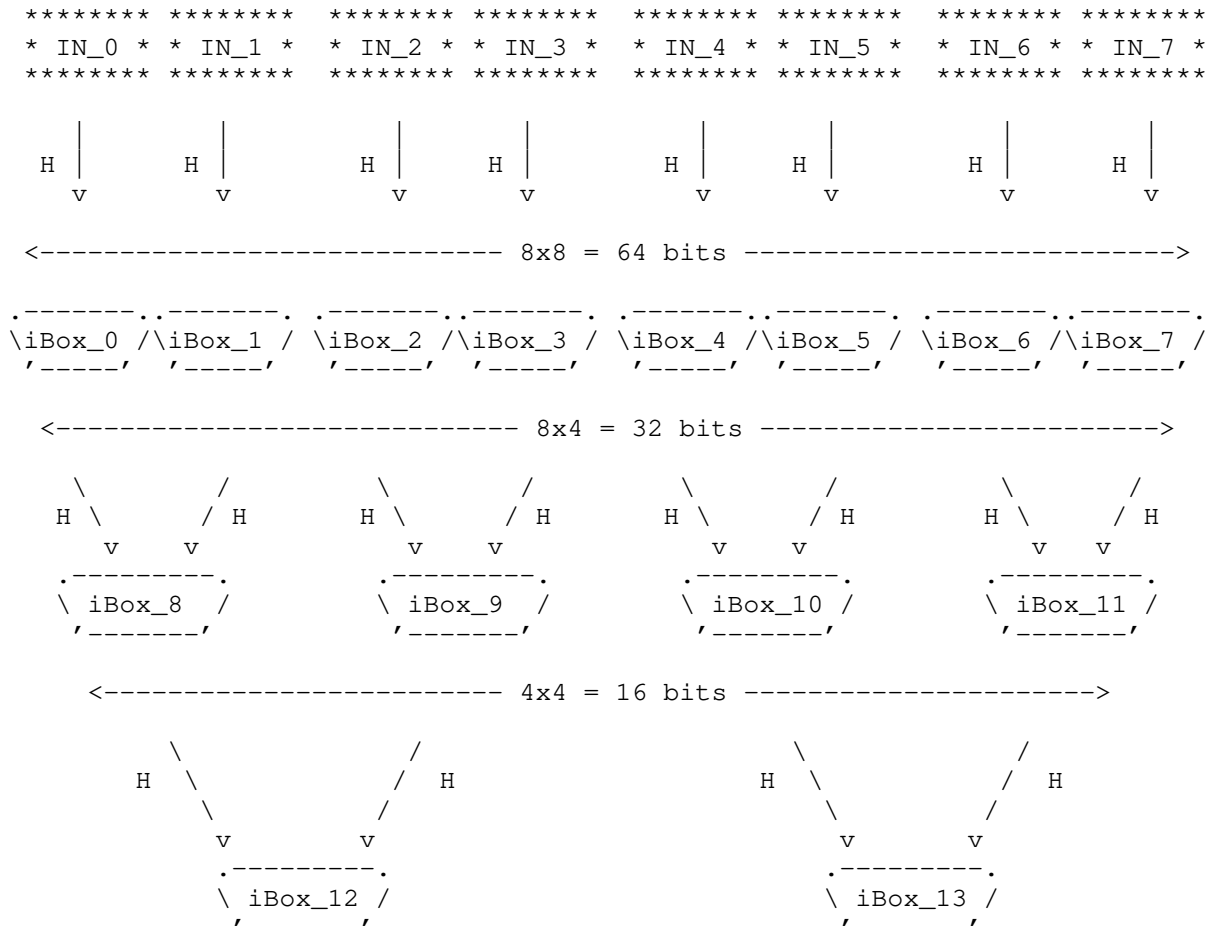 ******** ********  ******** ********  ******** ********  ******** ********
* IN_0 * * IN_1 *  * IN_2 * * IN_3 *  * IN_4 * * IN_5 *  * IN_6 * * IN_7 *
******** ********  ******** ********  ******** ********  ******** ********
   |        |          |       |          |       |          |        |
 H |      H |        H |     H |        H |     H |        H |      H |
   v        v          v       v          v       v          v        v
<----------------------------- 8x8 = 64 bits --------------------------->
.-------..-------. .-------..-------. .-------..-------. .-------..-------.
\iBox_0 /\iBox_1 / \iBox_2 /\iBox_3 / \iBox_4 /\iBox_5 / \iBox_6 /\iBox_7 /
 '-----'  '-----'   '-----'  '-----'   '-----'  '-----'   '-----'  '-----'
<----------------------------- 8x4 = 32 bits ------------------------->
    \        /         \        /         \        /          \       /
   H \      / H       H \      / H       H \      / H        H \     / H
      v    v             v    v             v    v              v   v
   .---------.         .---------.        .---------.        .---------.
   \ iBox_8  /         \ iBox_9  /        \ iBox_10 /        \ iBox_11 /
    '-------'           '-------'          '-------'          '-------'
<-------------------------- 4x4 = 16 bits ---------------------->
          \              /                       \             /
        H  \            /  H                   H  \           /  H
            \          /                           \         /
             v        v                             v       v
             .---------.                           .---------.
             \ iBox_12 /                           \ iBox_13 /
              '       '                             '       '